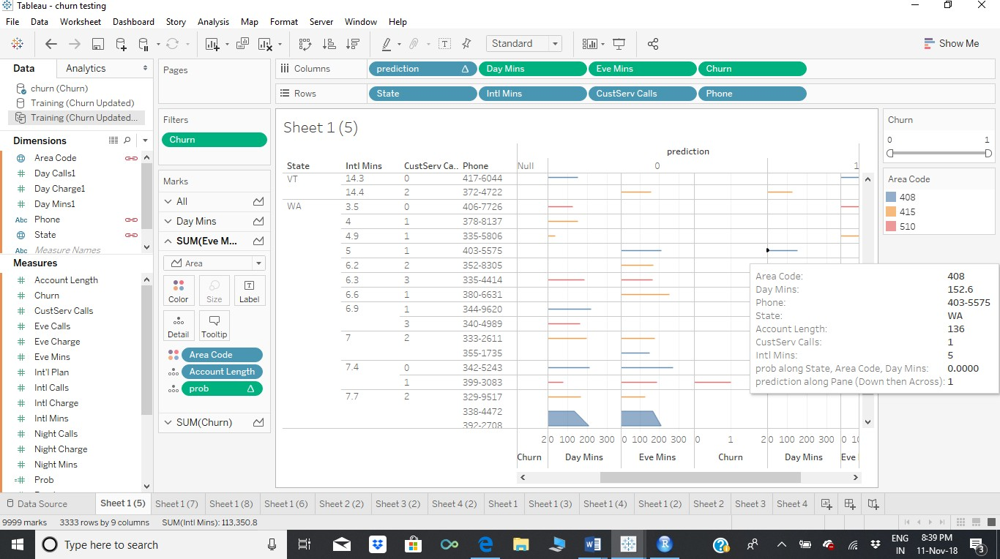 Tableau - churn testing
File Data Worksheet Dashboard Story Analysis Map Format Server Window Help
Standard
Show Me
Data Analytics
churn (Churn)
Training (Churn Updated)
Training (Churn Updated...
Dimensions
Area Code
Day Calls1
Day Charge1
Day Mins1
Abc Phone
State
Abc Measure Names
Measures
Account Length
Churn
CustServ Calls
Eve Calls
Eve Charge
Eve Mins
Int'l Plan
Intl Calls
Intl Charge
Intl Mins
Night Calls
Night Charge
Night Mins
Prob
Pages
Filters
Churn
Marks
All
Day Mins
SUM(Eve M...
Area
Color Size Label
Detail Tooltip
Area Code
Account Length
prob
SUM(Churn)
Columns prediction Day Mins Eve Mins Churn
Rows State Intl Mins CustServ Calls Phone
Sheet 1 (5)
prediction
State Intl Mins CustServ Ca.. Phone Null 0 1
VT 14.3 0 417-6044
14.4 2 372-4722
WA 3.5 0 406-7726
4 1 378-8137
4.9 1 335-5806
5 1 403-5575
6.2 2 352-8305
6.3 3 335-4414
6.6 1 380-6631
6.9 1 344-9620
3 340-4989
7 2 333-2611
355-1735
7.4 0 342-5243
1 399-3083
7.7 2 329-9517
338-4472
392-2708
2 0 100 200 300 0 100 200 300 0 1 2 0 100 200 300 0 10
Churn Day Mins Eve Mins Churn Day Mins Eve
Area Code: 408
Day Mins: 152.6
Phone: 403-5575
State: WA
Account Length: 136
CustServ Calls: 1
Intl Mins: 5
prob along State, Area Code, Day Mins: 0.0000
prediction along Pane (Down then Across): 1
Churn
0 1
Area Code
408
415
510
Data Source Sheet 1 (5) Sheet 1 (7) Sheet 1 (8) Sheet 1 (6) Sheet 2 (2) Sheet 3 (2) Sheet 4 (2) Sheet 1 Sheet 1 (3) Sheet 1 (4) Sheet 1 (2) Sheet 2 Sheet 3 Sheet 4
9999 marks 3333 rows by 9 columns SUM(Intl Mins): 113,350.8
Type here to search
ENG 8:39 PM
IN 11-Nov-18
3